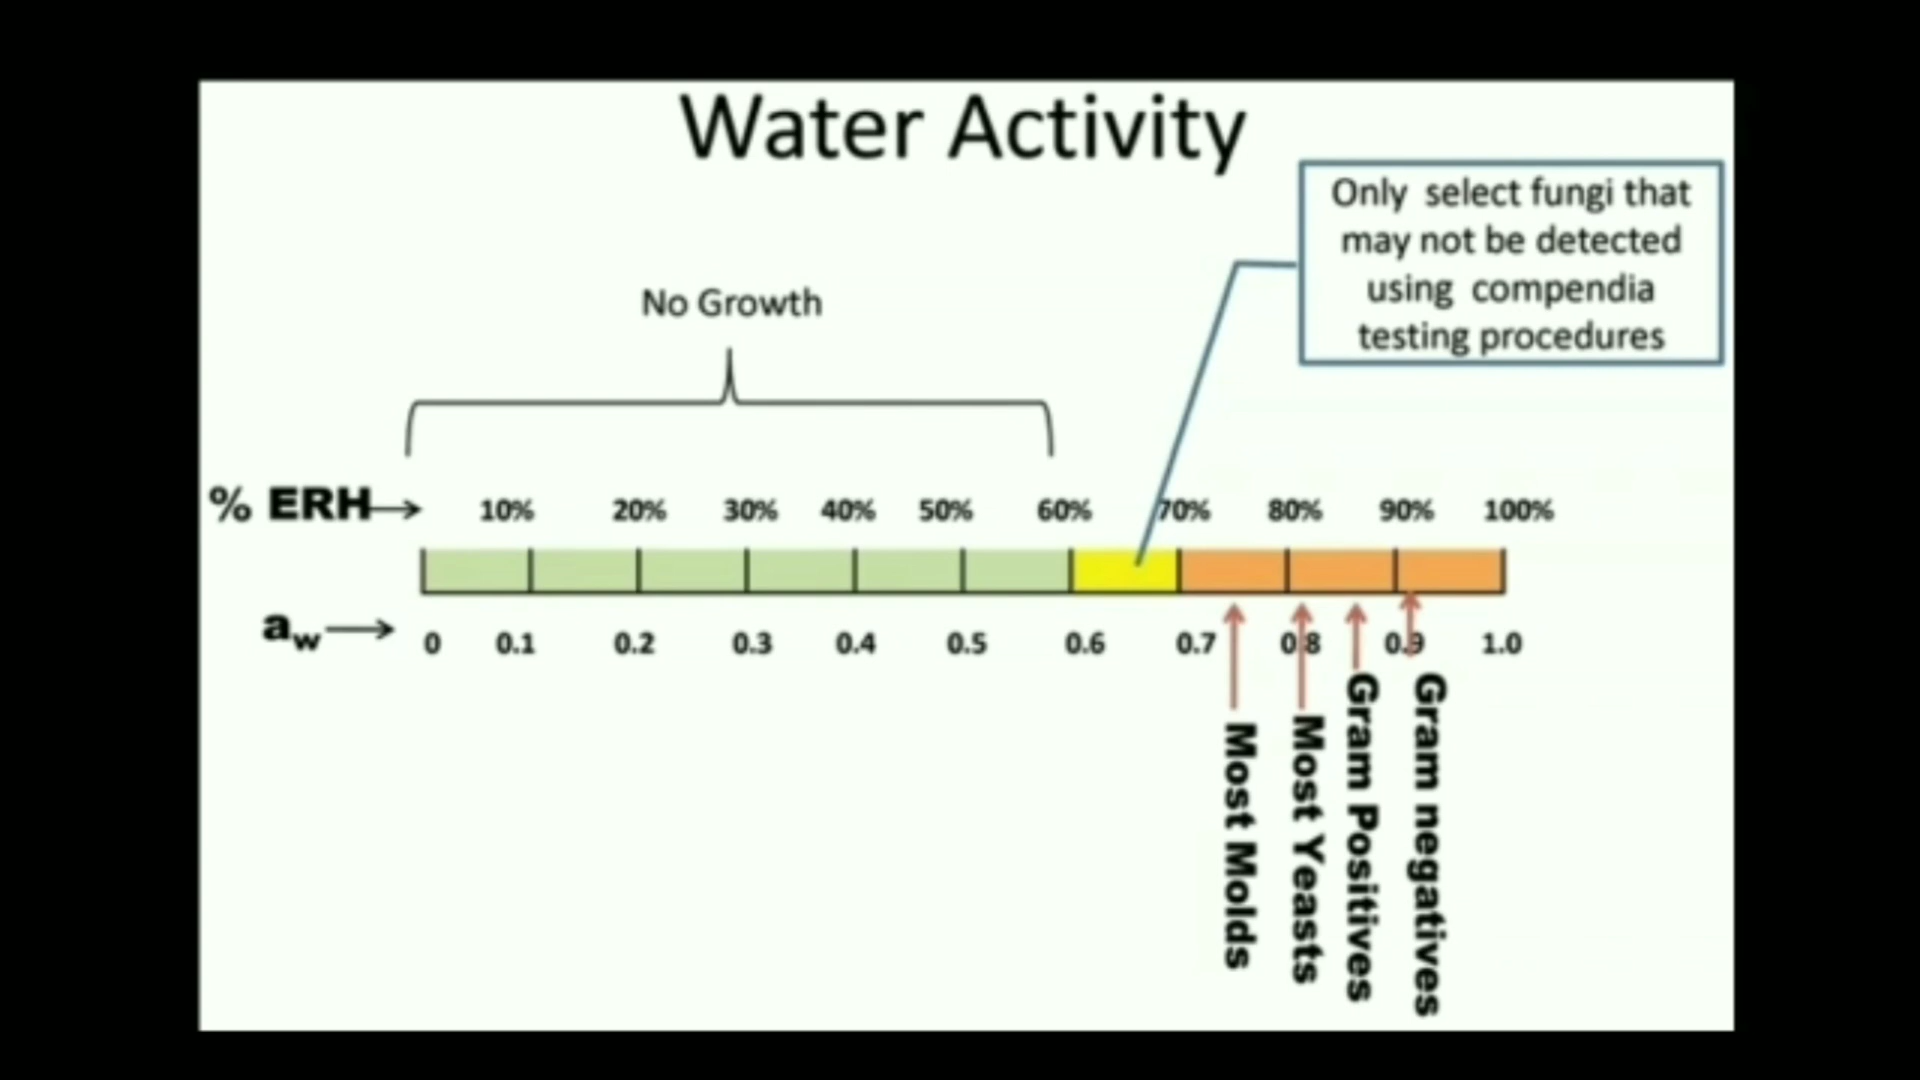 Water Activity
Only select fungi that
may not be detected
using compendia
testing procedures
No Growth
% ERH
10% 20% 30% 40% 50% 60% 70% 80% 90% 100%
aw
0 0.1 0.2 0.3 0.4 0.5 0.6 0.7 0.8 0.9 1.0
Most Molds
Most Yeasts
Gram Positives
Gram negatives